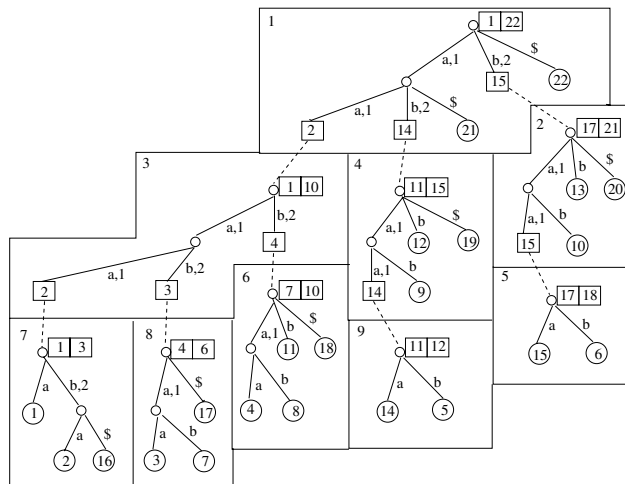 1
1 22
a,1 b,2 $
15 22
a,1 b,2 $
2 14 21
2
17 21
a,1 b $
13 20
a,1 b
15 10
3
1 10
a,1 b,2
4
a,1 b,2
2 3
4
11 15
a,1 b $
12 19
a,1 b
14 9
5
17 18
a b
15 6
6
7 10
a,1 b $
11 18
a b
4 8
7
1 3
a b,2
1
a $
2 16
8
4 6
a,1 $
17
a b
3 7
9
11 12
a b
14 5